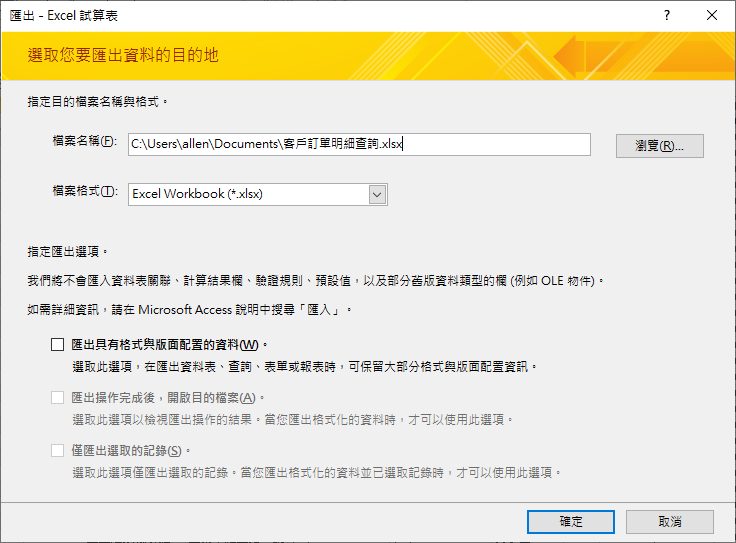 匯出 - Excel 試算表
?
選取您要匯出資料的目的地
指定目的檔案名稱與格式。
檔案名稱(F): C:\Users\allen\Documents\客戶訂單明細查詢.xlsx 瀏覽(R)...
檔案格式(T): Excel Workbook (*.xlsx)
指定匯出選項。
我們將不會匯入資料表關聯、計算結果欄、驗證規則、預設值，以及部分舊版資料類型的欄 (例如 OLE 物件)。
如需詳細資訊，請在 Microsoft Access 說明中搜尋「匯入」。
匯出具有格式與版面配置的資料(W)。
選取此選項，在匯出資料表、查詢、表單或報表時，可保留大部分格式與版面配置資訊。
匯出操作完成後，開啟目的檔案(A)。
選取此選項以檢視匯出操作的結果。當您匯出格式化的資料時，才可以使用此選項。
僅匯出選取的記錄(S)。
選取此選項僅匯出選取的記錄。當您匯出格式化的資料並已選取記錄時，才可以使用此選項。
確定 取消